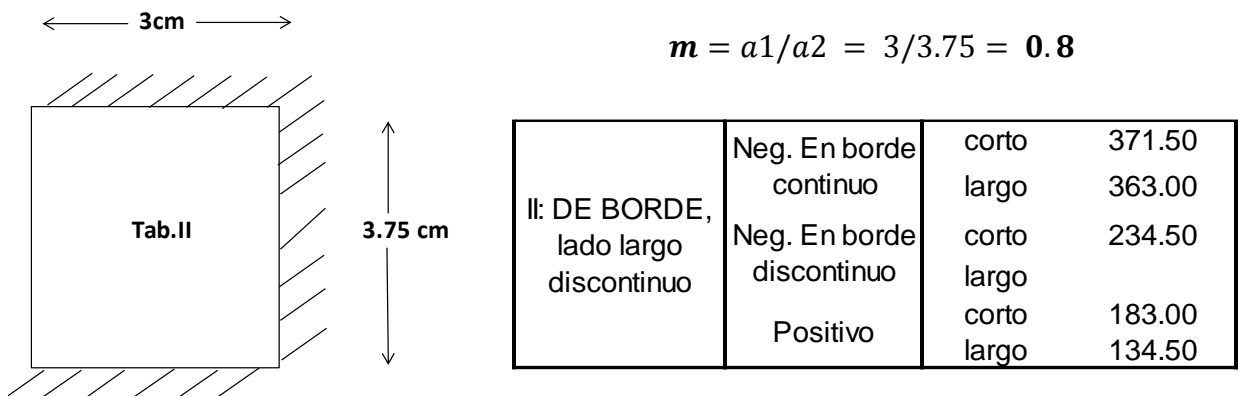 3cm
𝒎 = 𝑎1/𝑎2 = 3/3.75 = 𝟎.𝟖
Tab.II
3.75 cm
II: DE BORDE,
lado largo
discontinuo
Neg. En borde
continuo
corto 371.50
largo 363.00
Neg. En borde
discontinuo
corto 234.50
largo
Positivo
corto 183.00
largo 134.50